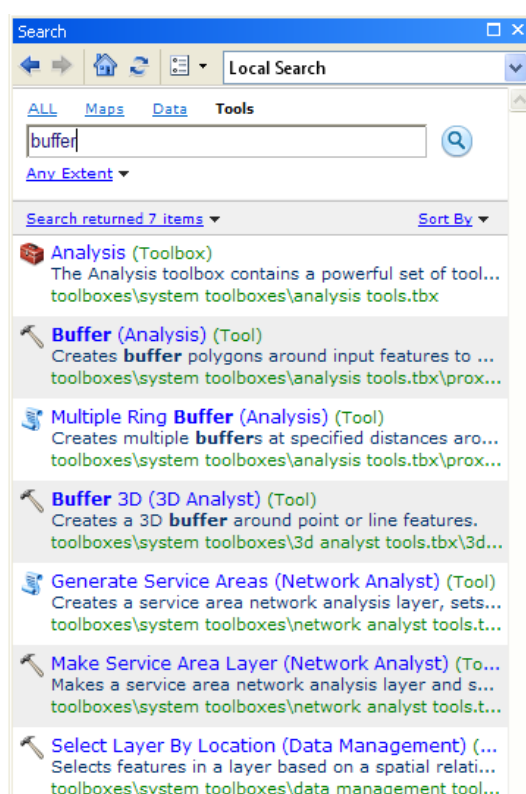 Search
Local Search
ALL Maps Data Tools
buffer
Any Extent
Search returned 7 items Sort By
Analysis (Toolbox)
The Analysis toolbox contains a powerful set of tool...
toolboxes\system toolboxes\analysis tools.tbx
Buffer (Analysis) (Tool)
Creates buffer polygons around input features to ...
toolboxes\system toolboxes\analysis tools.tbx\prox...
Multiple Ring Buffer (Analysis) (Tool)
Creates multiple buffers at specified distances aro...
toolboxes\system toolboxes\analysis tools.tbx\prox...
Buffer 3D (3D Analyst) (Tool)
Creates a 3D buffer around point or line features.
toolboxes\system toolboxes\3d analyst tools.tbx\3d...
Generate Service Areas (Network Analyst) (Tool)
Creates a service area network analysis layer, sets...
toolboxes\system toolboxes\network analyst tools.t...
Make Service Area Layer (Network Analyst) (To...
Makes a service area network analysis layer and s...
toolboxes\system toolboxes\network analyst tools.t...
Select Layer By Location (Data Management) (...
Selects features in a layer based on a spatial relati...
toolboxes\system toolboxes\data management tool...